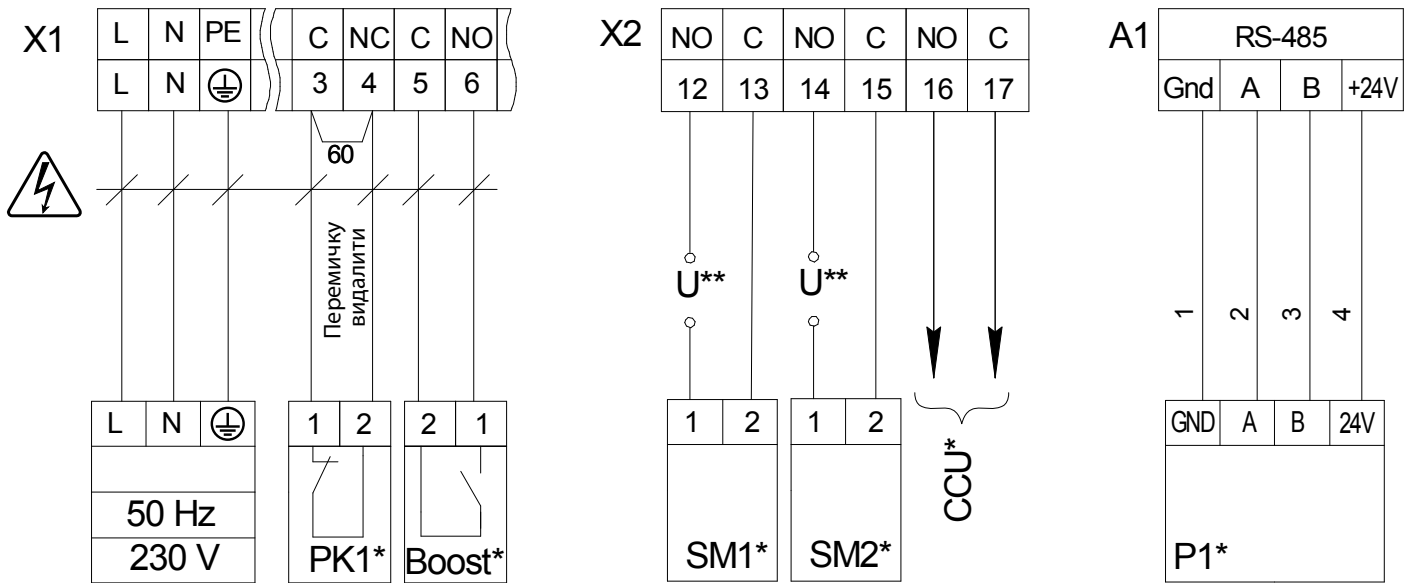 X1 L N PE C NC C NO
L N 3 4 5 6
60
Перемичку
видалити
L N 1 2 2 1
50 Hz
230 V
PK1* Boost*
X2 NO C NO C NO C
12 13 14 15 16 17
U** U**
1 2 1 2
CCU*
SM1* SM2*
A1 RS-485
Gnd A B +24V
1 2 3 4
GND A B 24V
P1*